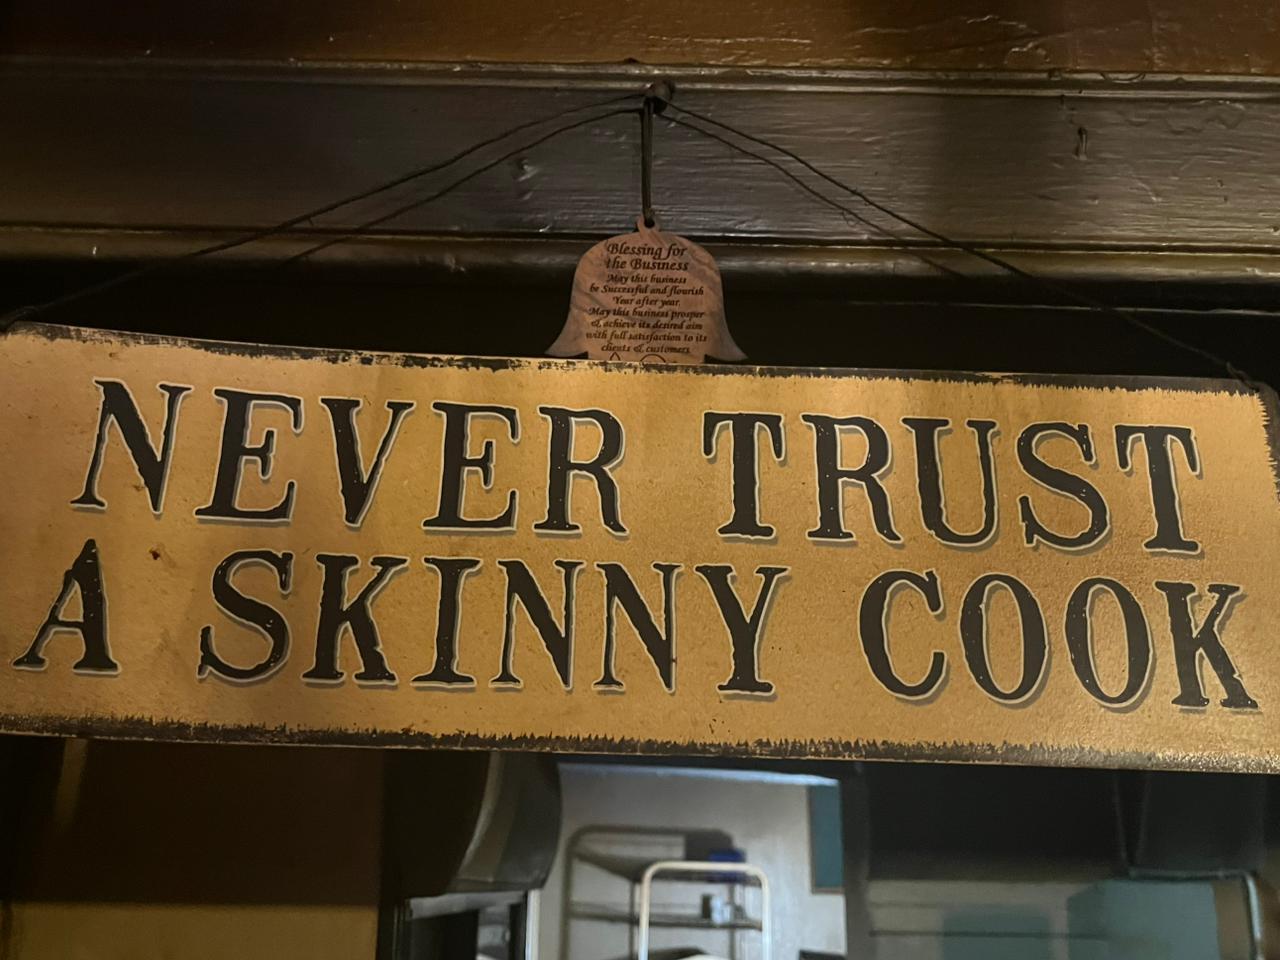 Blessing for
the Business
May this business
be Successful and flourish
Year after year.
May this business prosper
& achieve its desired aim
with full satisfaction to its
clients & customers
NEVER TRUST
A SKINNY COOK